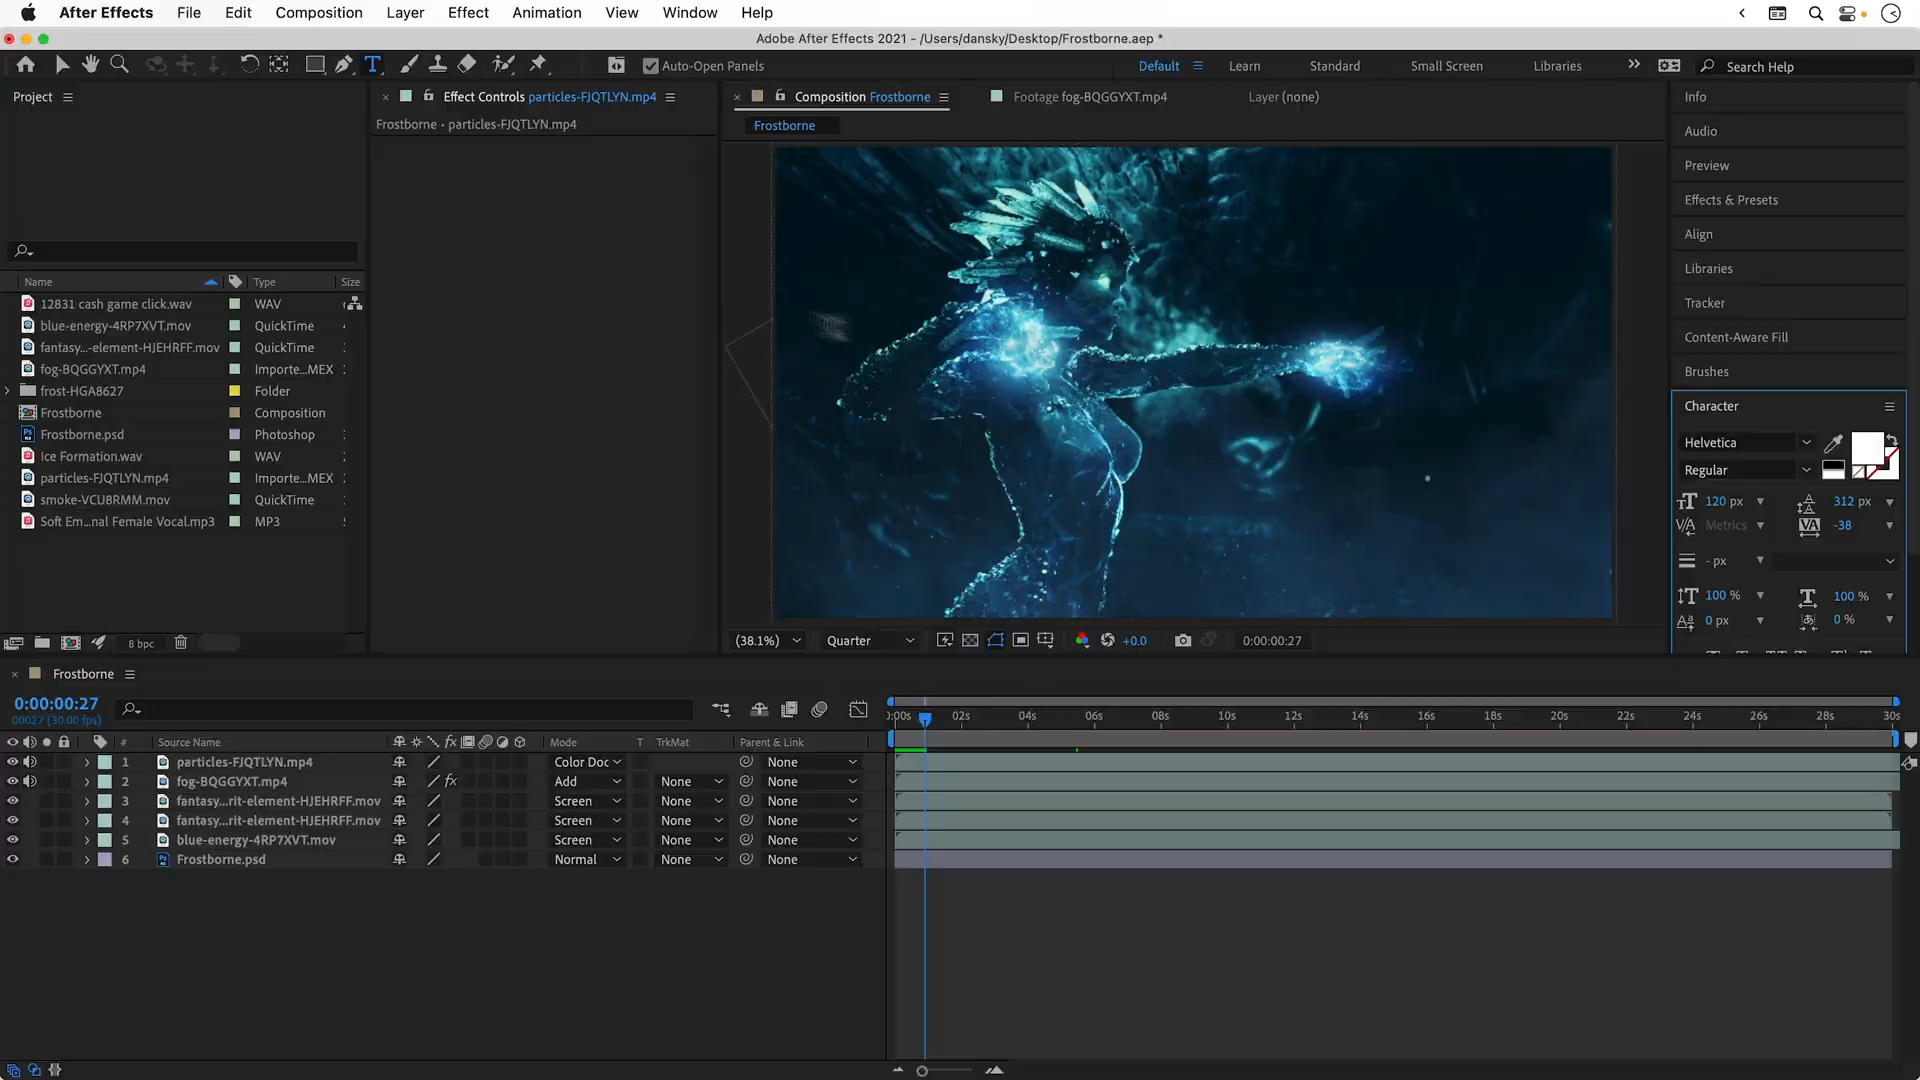 After Effects File Edit Composition Layer Effect Animation View Window Help
Adobe After Effects 2021 - /Users/dansky/Desktop/Frostborne.aep *
Auto-Open Panels Default Learn Standard Small Screen Libraries Search Help
Project
Effect Controls particles-FJQTLYN.mp4
Composition Frostborne
Footage fog-BQGGYXT.mp4
Layer (none)
Frostborne • particles-FJQTLYN.mp4
Frostborne
Name Type Size
12831 cash game click.wav WAV
blue-energy-4RP7XVT.mov QuickTime
fantasy...-element-HJEHRFF.mov QuickTime
fog-BQGGYXT.mp4 Importe...MEX
frost-HGA8627 Folder
Frostborne Composition
Frostborne.psd Photoshop
Ice Formation.wav WAV
particles-FJQTLYN.mp4 Importe...MEX
smoke-VCU8RMM.mov QuickTime
Soft Em...nal Female Vocal.mp3 MP3
8 bpc
(38.1%) Quarter +0.0 0:00:00:27
Info
Audio
Preview
Effects & Presets
Align
Libraries
Tracker
Content-Aware Fill
Brushes
Character
Helvetica
Regular
120 px 312 px
Metrics -38
- px
100 % 100 %
0 px 0 %
Frostborne
0:00:00:27
00027 (30.00 fps)
0:00s 02s 04s 06s 08s 10s 12s 14s 16s 18s 20s 22s 24s 26s 28s 30s
# Source Name Mode T TrkMat Parent & Link
1 particles-FJQTLYN.mp4 Color Doc None
2 fog-BQGGYXT.mp4 fx Add None None
3 fantasy...rit-element-HJEHRFF.mov Screen None None
4 fantasy...rit-element-HJEHRFF.mov Screen None None
5 blue-energy-4RP7XVT.mov Screen None None
6 Frostborne.psd Normal None None